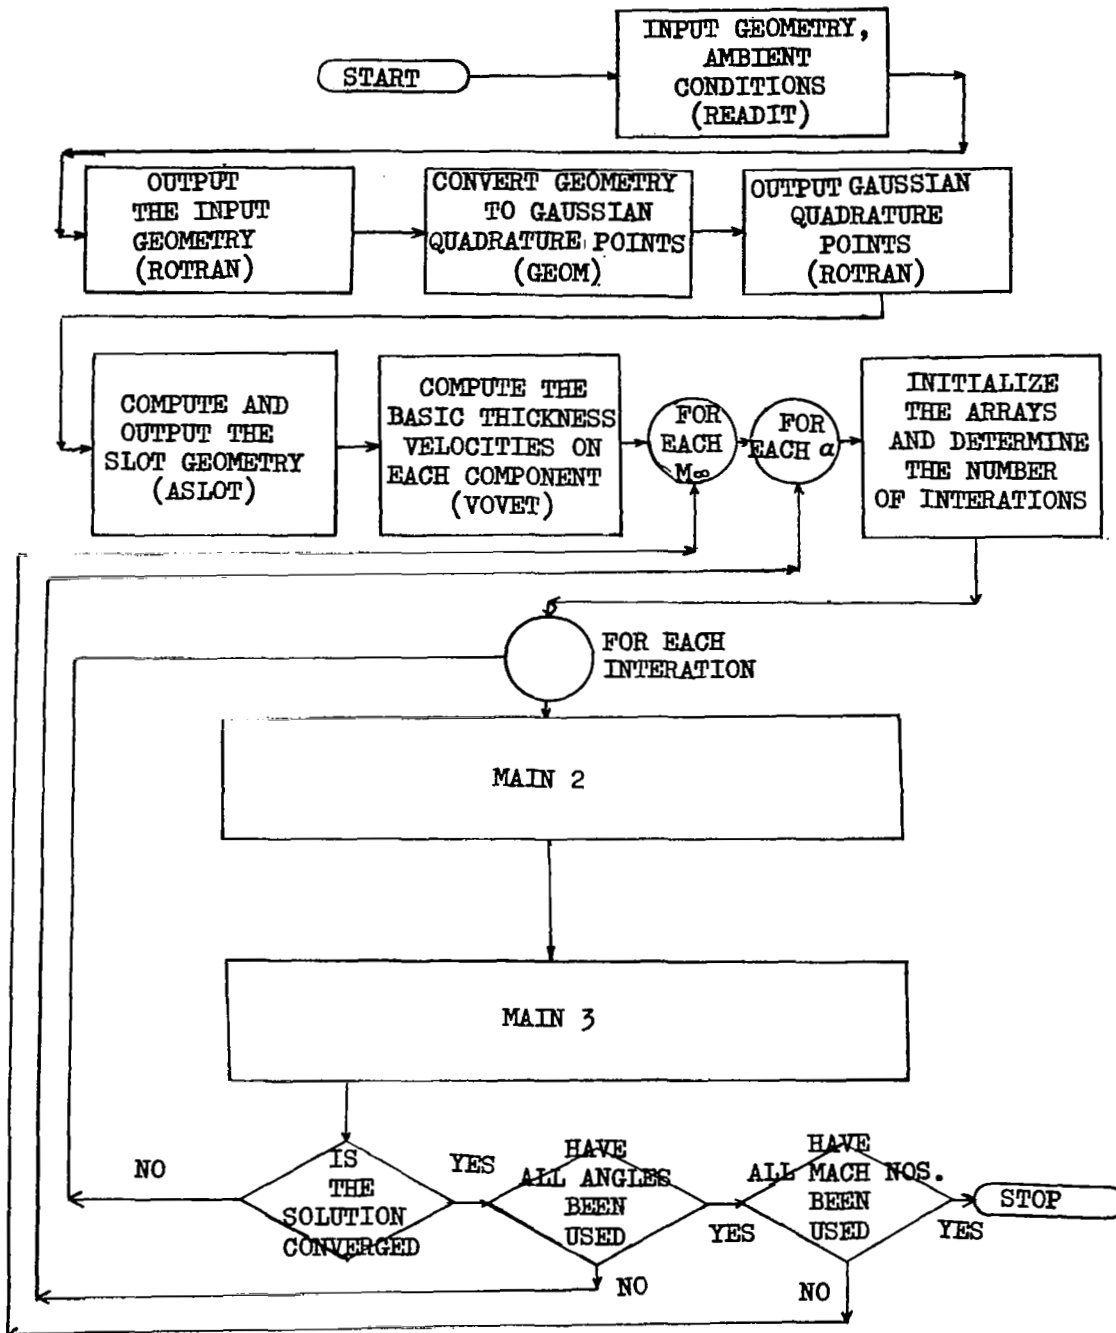 START
INPUT GEOMETRY,
AMBIENT
CONDITIONS
(READIT)
OUTPUT
THE INPUT
GEOMETRY
(ROTRAN)
CONVERT GEOMETRY
TO GAUSSIAN
QUADRATURE POINTS
(GEOM)
OUTPUT GAUSSIAN
QUADRATURE
POINTS
(ROTRAN)
COMPUTE AND
OUTPUT THE
SLOT GEOMETRY
(ASLOT)
COMPUTE THE
BASIC THICKNESS
VELOCITIES ON
EACH COMPONENT
(VOVET)
FOR
EACH
M∞
FOR
EACH α
INITIALIZE
THE ARRAYS
AND DETERMINE
THE NUMBER
OF INTERATIONS
FOR EACH
INTERATION
MAIN 2
MAIN 3
IS
THE
SOLUTION
CONVERGED
NO
YES
HAVE
ALL ANGLES
BEEN
USED
YES
NO
HAVE
ALL MACH NOS.
BEEN
USED
YES
NO
STOP